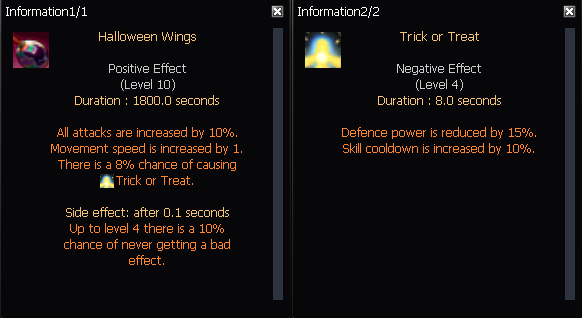 Information1/1
Halloween Wings
Positive Effect
(Level 10)
Duration : 1800.0 seconds
All attacks are increased by 10%.
Movement speed is increased by 1.
There is a 8% chance of causing
Trick or Treat.
Side effect: after 0.1 seconds
Up to level 4 there is a 10%
chance of never getting a bad
effect.
Information2/2
Trick or Treat
Negative Effect
(Level 4)
Duration : 8.0 seconds
Defence power is reduced by 15%.
Skill cooldown is increased by 10%.